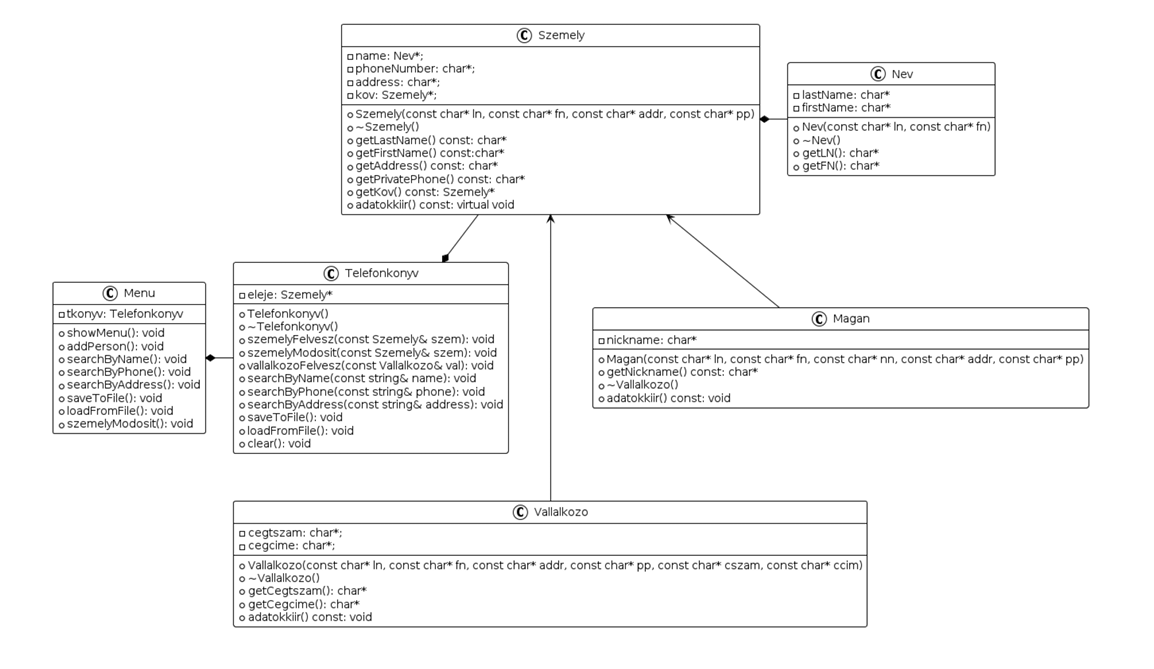 C Szemely
name: Nev*;
phoneNumber: char*;
address: char*;
kov: Szemely*;
Szemely(const char* ln, const char* fn, const char* addr, const char* pp)
~Szemely()
getLastName() const: char*
getFirstName() const:char*
getAddress() const: char*
getPrivatePhone() const: char*
getKov() const: Szemely*
adatokkiir() const: virtual void
C Nev
lastName: char*
firstName: char*
Nev(const char* ln, const char* fn)
~Nev()
getLN(): char*
getFN(): char*
C Menu
tkonyv: Telefonkonyv
showMenu(): void
addPerson(): void
searchByName(): void
searchByPhone(): void
searchByAddress(): void
saveToFile(): void
loadFromFile(): void
szemelyModosit(): void
C Telefonkonyv
eleje: Szemely*
Telefonkonyv()
~Telefonkonyv()
szemelyFelvesz(const Szemely& szem): void
szemelyModosit(const Szemely& szem): void
vallalkozoFelvesz(const Vallalkozo& val): void
searchByName(const string& name): void
searchByPhone(const string& phone): void
searchByAddress(const string& address): void
saveToFile(): void
loadFromFile(): void
clear(): void
C Magan
nickname: char*
Magan(const char* ln, const char* fn, const char* nn, const char* addr, const char* pp)
getNickname() const: char*
~Vallalkozo()
adatokkiir() const: void
C Vallalkozo
cegtszam: char*;
cegcime: char*;
Vallalkozo(const char* ln, const char* fn, const char* addr, const char* pp, const char* cszam, const char* ccim)
~Vallalkozo()
getCegtszam(): char*
getCegcime(): char*
adatokkiir() const: void